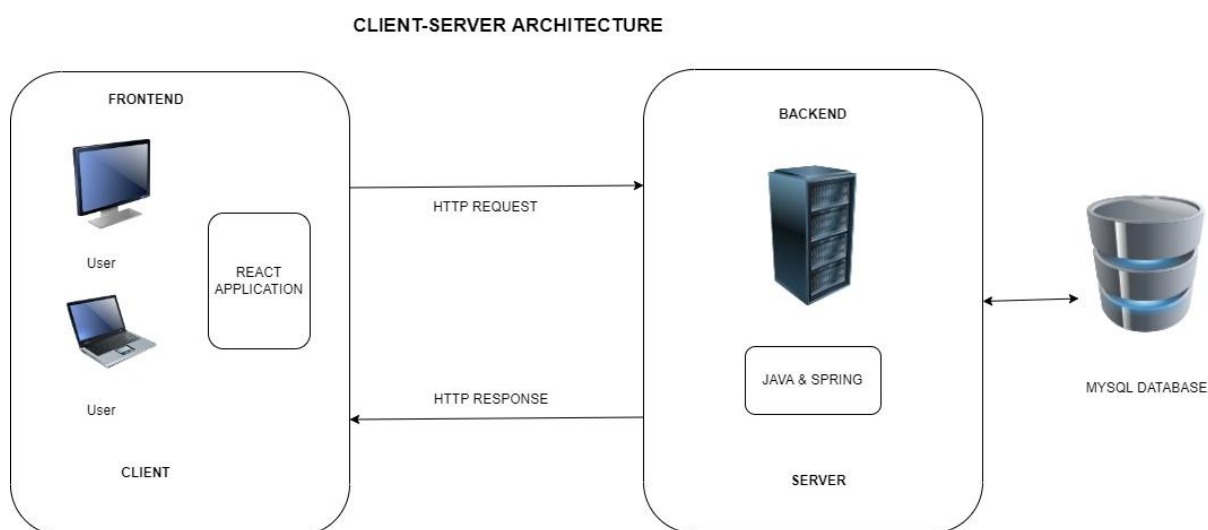 CLIENT-SERVER ARCHITECTURE
FRONTEND
User
REACT
APPLICATION
User
CLIENT
HTTP REQUEST
HTTP RESPONSE
BACKEND
JAVA & SPRING
SERVER
MYSQL DATABASE